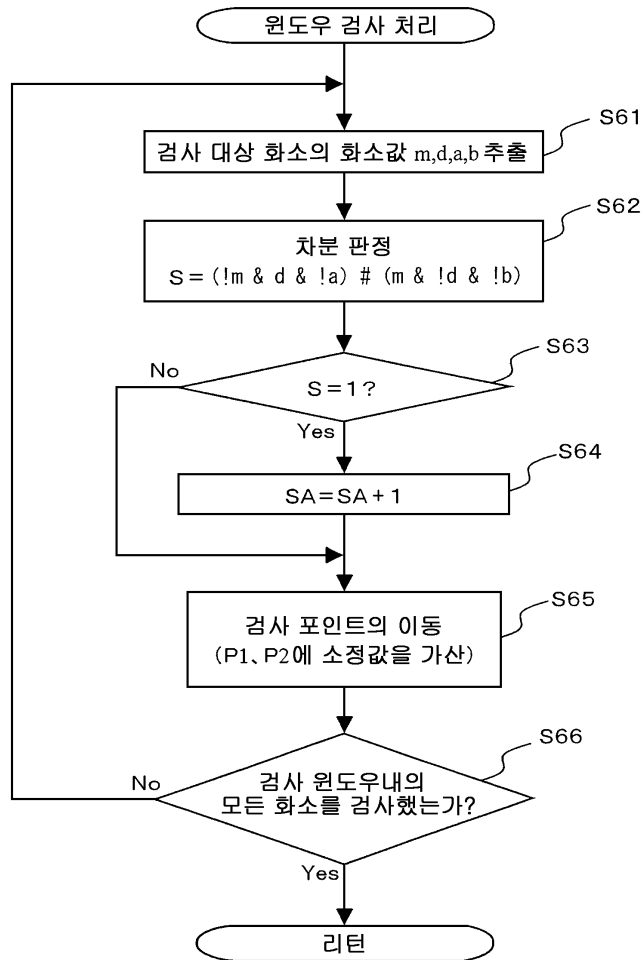 윈도우 검사 처리
S61
검사 대상 화소의 화소값 m,d,a,b 추출
S62
차분 판정
S = (!m & d & !a) # (m & !d & !b)
S63
No
S=1?
Yes
S64
SA=SA+1
S65
검사 포인트의 이동
(P1、P2에 소정값을 가산)
S66
No
검사 윈도우내의
모든 화소를 검사했는가?
Yes
리턴